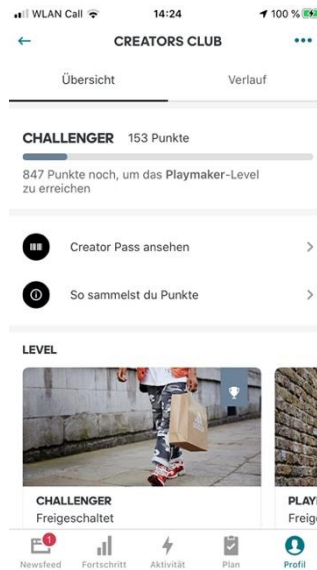 WLAN Call
14:24
100 %
CREATORS CLUB
Übersicht
Verlauf
CHALLENGER 153 Punkte
847 Punkte noch, um das Playmaker-Level
zu erreichen
Creator Pass ansehen
So sammelst du Punkte
LEVEL
CHALLENGER
Freigeschaltet
PLAY
Freig
1
Newsfeed
Fortschritt
Aktivität
Plan
Profil